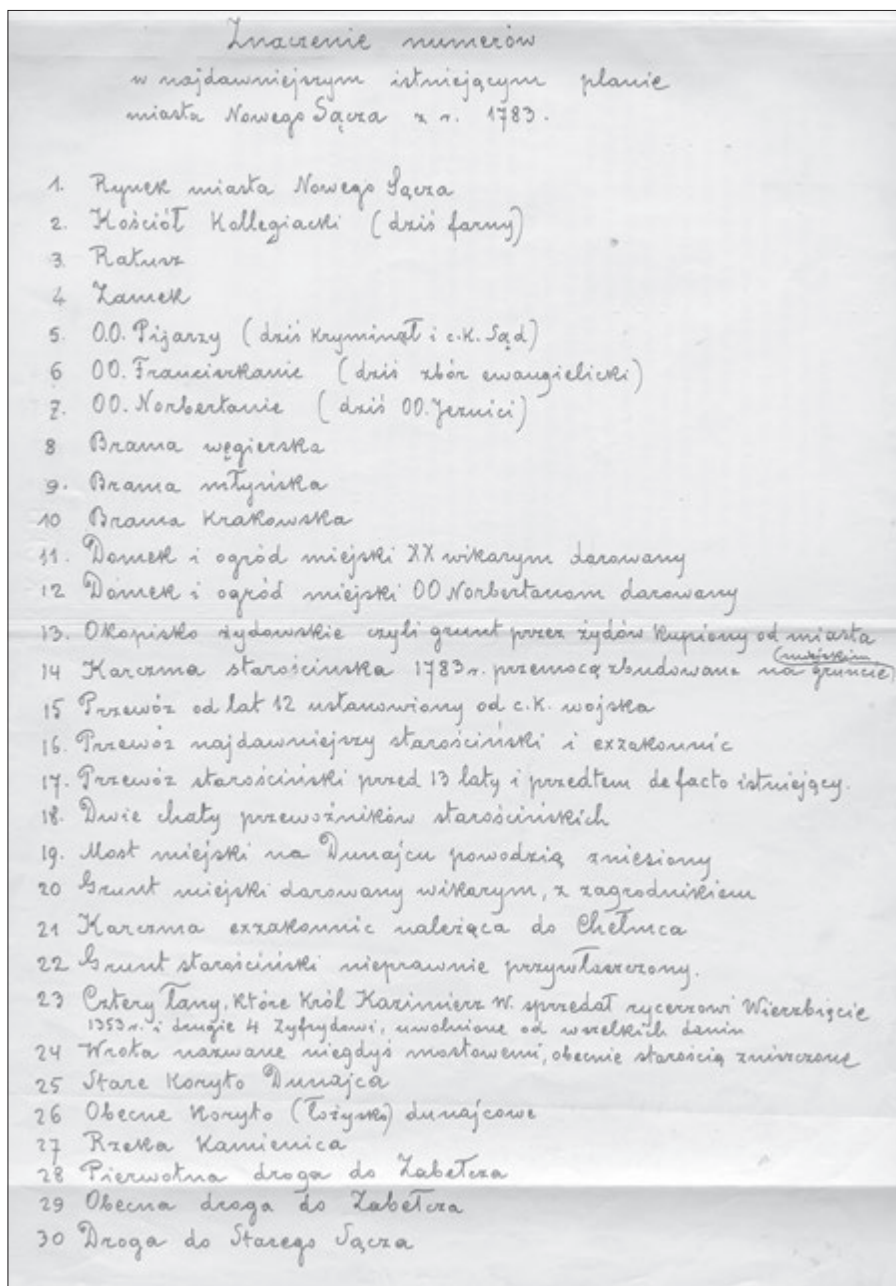 Znaczenie numerów
w najdawniejszym istniejącym planie
miasta Nowego Sącza z r. 1783.
1. Rynek miasta Nowego Sącza
2. Kościół Kollegiacki (dziś farny)
3. Ratusz
4 Zamek
5. O.O. Pijarzy (dziś kryminał i c.k. Sąd)
6 OO. Franciszkanie (dziś zbór ewangielicki)
7. OO. Norbertanie (dziś OO. Jezuici)
8 Brama węgierska
9. Brama młyńska
10 Brama Krakowska
11. Domek i ogród miejski XX wikarym darowany
12 Domek i ogród miejski OO Norbertanom darowany
13. Okopisko żydowskie czyli grunt przez żydów kupiony od miasta
14 Karczma starościńska 1783 r. przemocą zbudowana na gruncie (miejskim)
15 Przewóz od lat 12 ustanowiony od c.k. wojska
16. Przewóz najdawniejszy starościński i exzakonnic
17. Przewóz starościński przed 13 laty i przedtem de facto istniejący.
18. Dwie chaty przewoźników starościńskich
19. Most miejski na Dunajcu powodzią zniesiony
20 Grunt miejski darowany wikarym, z zagrodnikiem
21 Karczma exzakonnic należąca do Chełmca
22 Grunt starościński nieprawnie przywłaszczony.
23 Cztery łany, które Król Kazimierz W. sprzedał rycerzowi Wierzbięcie
1353 r. i drugie 4 Zyfrydowi, uwolnione od wszelkich danin
24 Wrota nazwane niegdyś mostowemi, obecnie starością zniszczone
25 Stare koryto Dunajca
26 Obecne koryto (łożysko) dunajcowe
27 Rzeka Kamienica
28 Pierwotna droga do Zabełcza
29 Obecna droga do Zabełcza
30 Droga do Starego Sącza